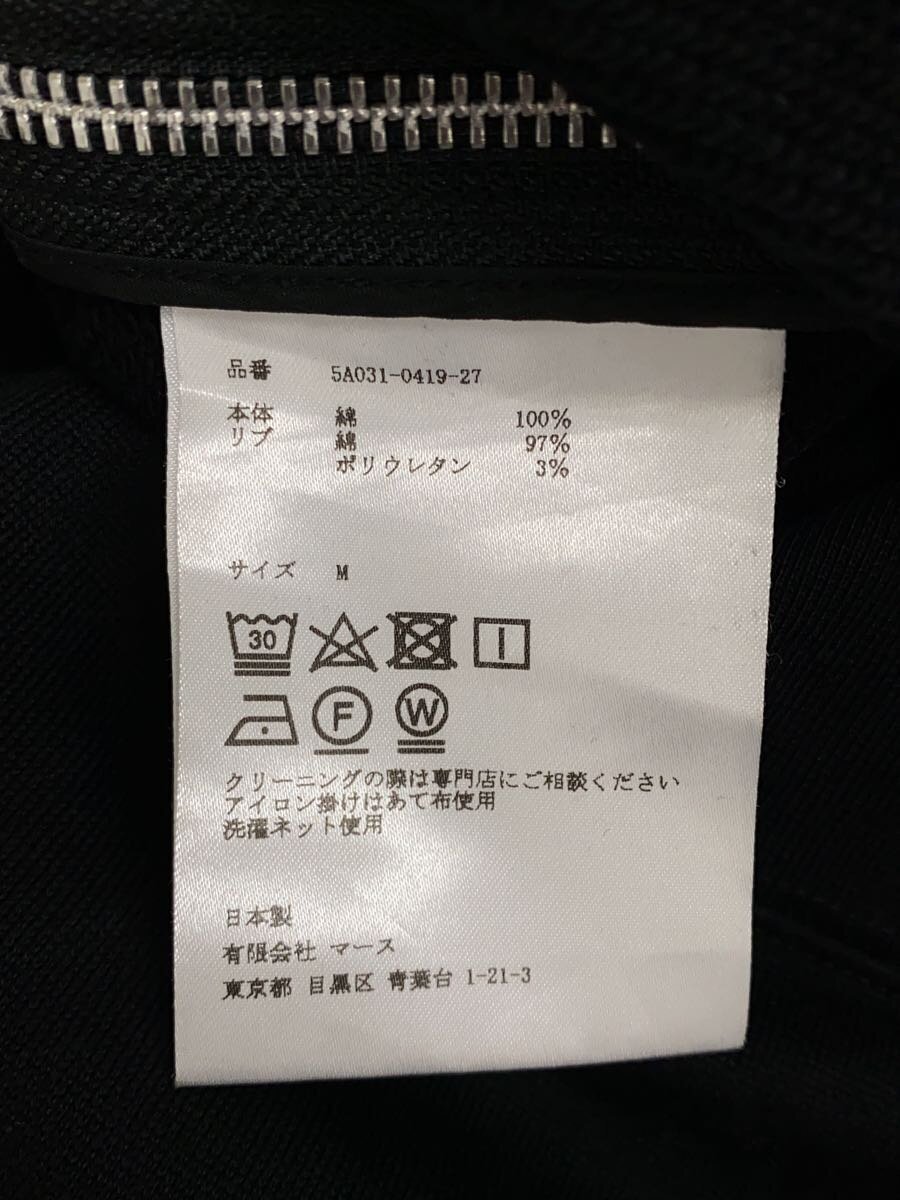 品番 5A031-0419-27
本体 綿 100%
リブ 綿 97%
ポリウレタン 3%
サイズ M
30
F W
クリーニングの際は専門店にご相談ください
アイロン掛けはあて布使用
洗濯ネット使用
日本製
有限会社 マース
東京都 目黒区 青葉台 1-21-3